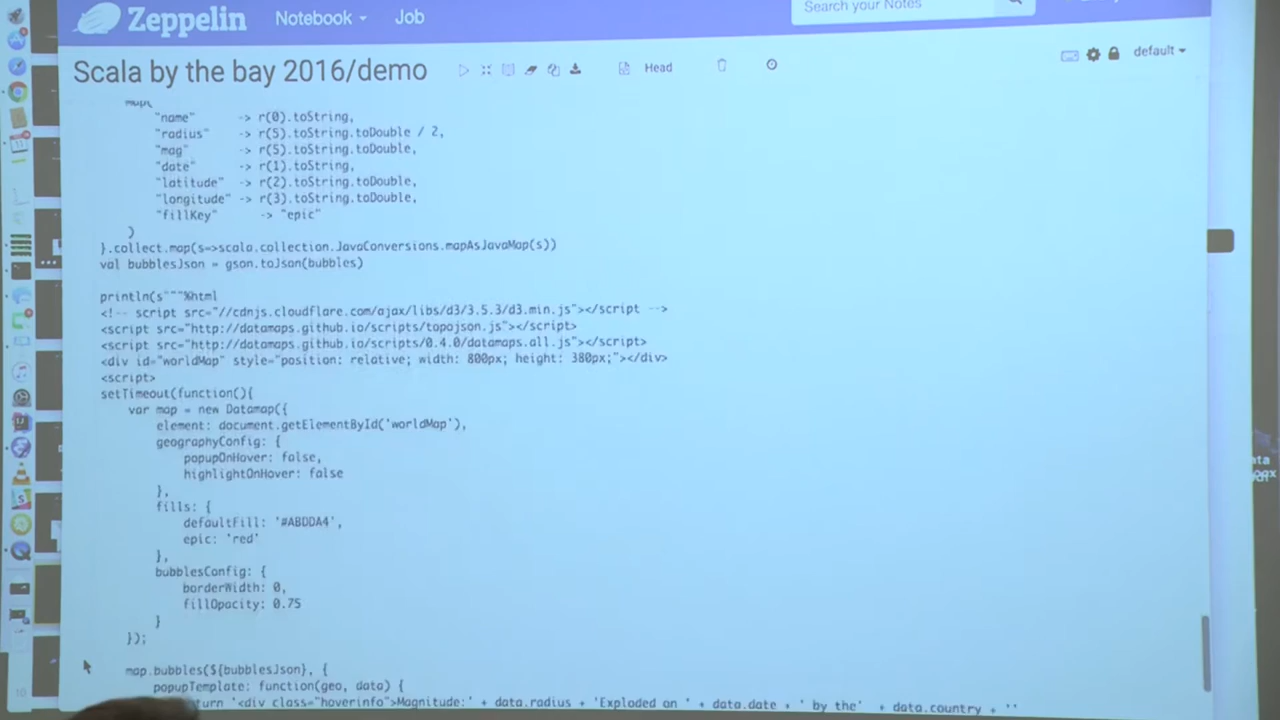 Zeppelin Notebook Job Search your Notes
Scala by the bay 2016/demo Head default
map(
"name" -> r(0).toString,
"radius" -> r(5).toString.toDouble / 2,
"mag" -> r(5).toString.toDouble,
"date" -> r(1).toString,
"latitude" -> r(2).toString.toDouble,
"longitude" -> r(3).toString.toDouble,
"fillKey" -> "epic"
)
}.collect.map(s=>scala.collection.JavaConversions.mapAsJavaMap(s))
val bubblesJson = gson.toJson(bubbles)
println(s"""%html
<!-- script src="//cdnjs.cloudflare.com/ajax/libs/d3/3.5.3/d3.min.js"></script -->
<script src="http://datamaps.github.io/scripts/topojson.js"></script>
<script src="http://datamaps.github.io/scripts/0.4.0/datamaps.all.js"></script>
<div id="worldMap" style="position: relative; width: 800px; height: 380px;"></div>
<script>
setTimeout(function(){
var map = new Datamap({
element: document.getElementById('worldMap'),
geographyConfig: {
popupOnHover: false,
highlightOnHover: false
},
fills: {
defaultFill: '#ABDDA4',
epic: 'red'
},
bubblesConfig: {
borderWidth: 0,
fillOpacity: 0.75
}
});
map.bubbles(${bubblesJson}, {
popupTemplate: function(geo, data) {
'<div class="hoverinfo">Magnitude:' + data.radius + 'Exploded on ' + data.date + ' by the' + data.country + ''